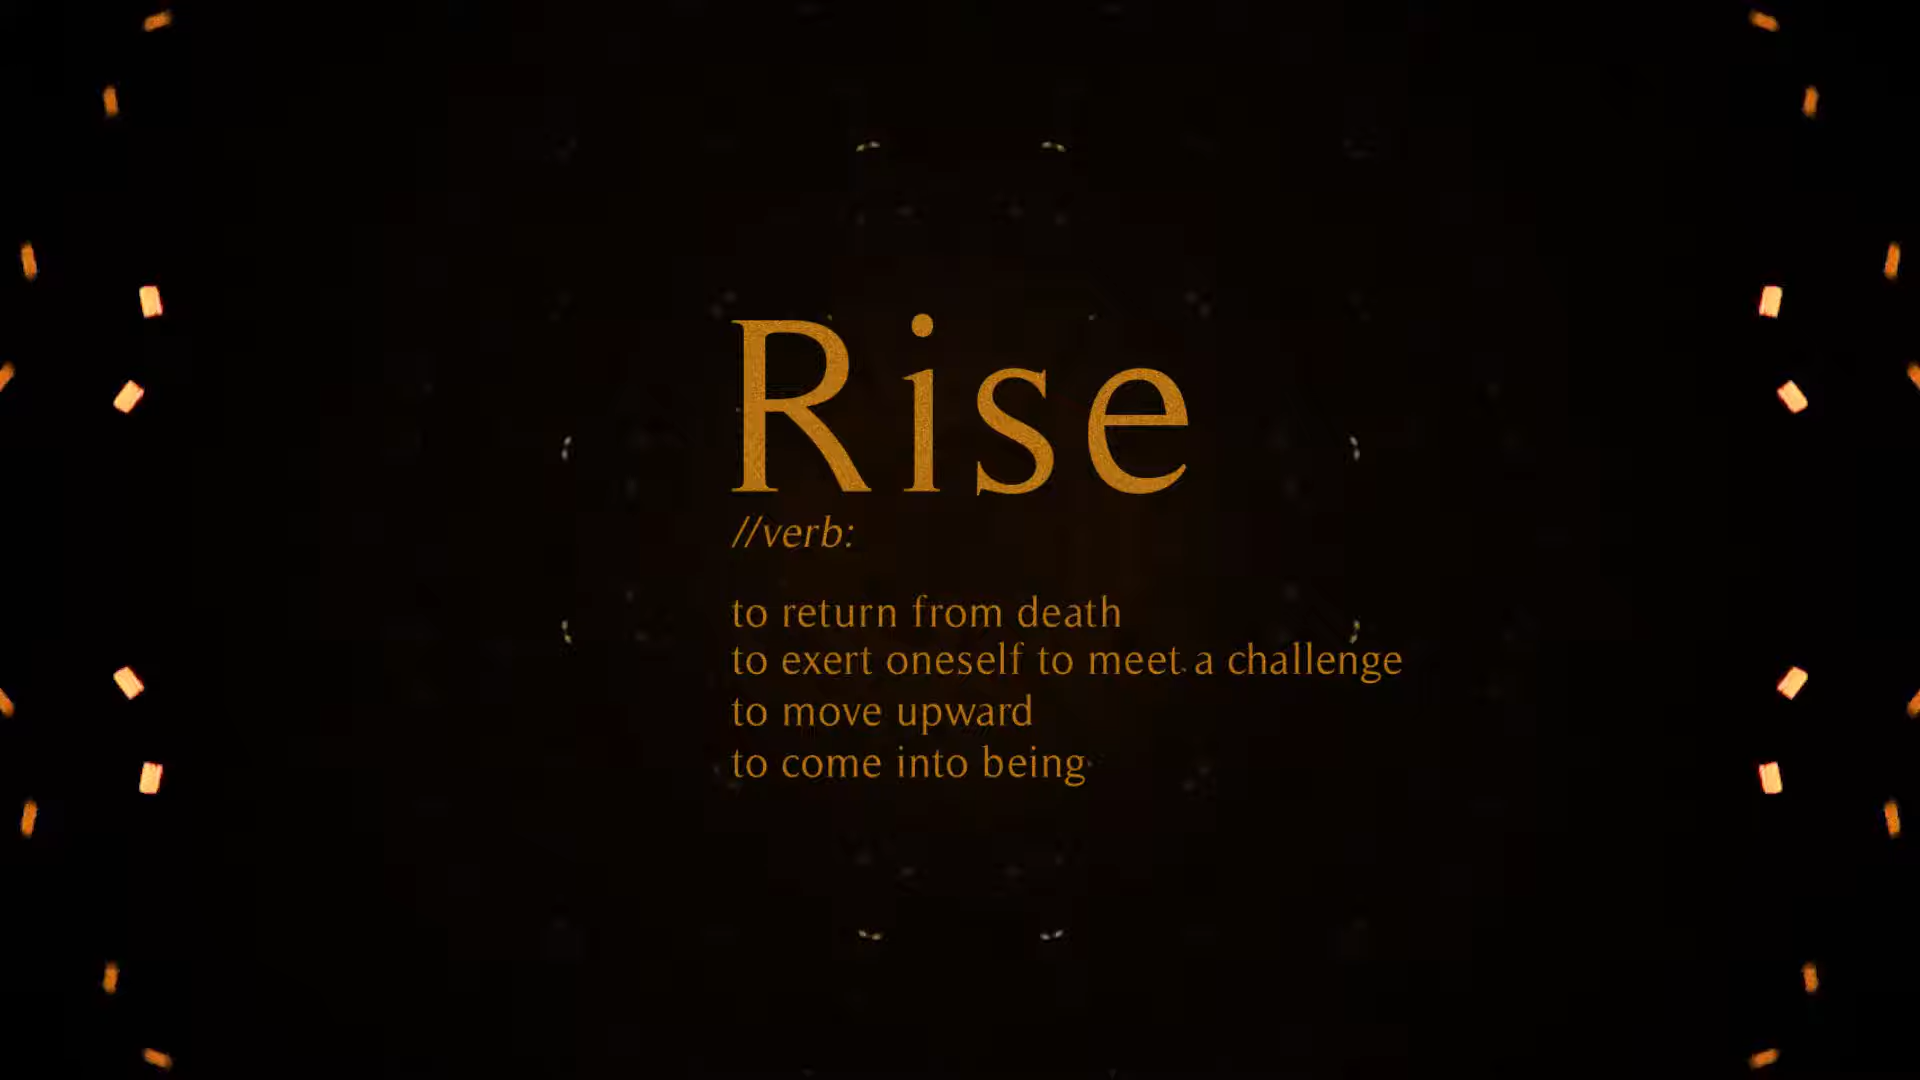 Rise
//verb:
to return from death
to exert oneself to meet a challenge
to move upward
to come into being